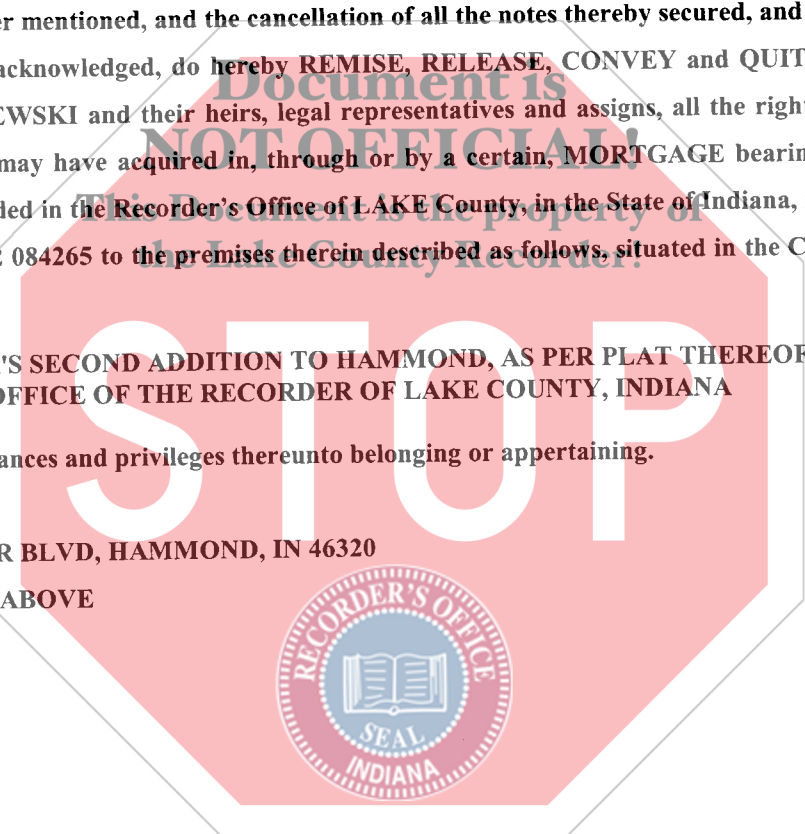 er mentioned, and the cancellation of all the notes thereby secured, and
acknowledged, do hereby REMISE, RELEASE, CONVEY and QUIT
Document is
EWSKI and their heirs, legal representatives and assigns, all the righ
NOT OFFICIAL!
may have acquired in, through or by a certain, MORTGAGE bearin
This Document is the property of
ded in the Recorder's Office of LAKE County, in the State of Indiana,
the Lake County Recorder!
084265 to the premises therein described as follows, situated in the C
'S SECOND ADDITION TO HAMMOND, AS PER PLAT THEREOF
OFFICE OF THE RECORDER OF LAKE COUNTY, INDIANA
STOP
ances and privileges thereunto belonging or appertaining.
R BLVD, HAMMOND, IN 46320
ABOVE
RECORDER'S OFFICE
SEAL
INDIANA